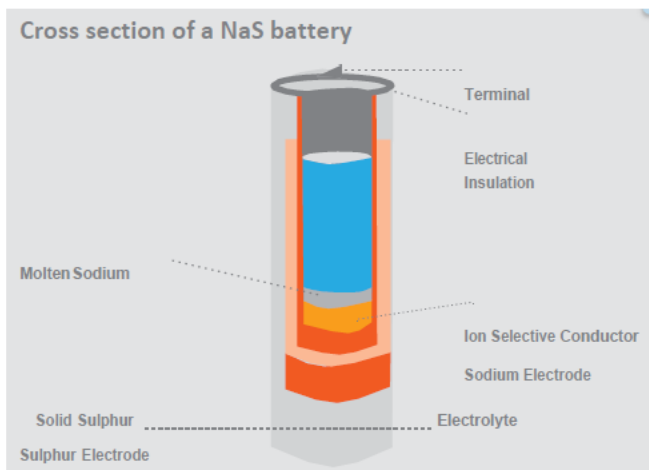 Cross section of a NaS battery
Terminal
Electrical
Insulation
Molten Sodium
Ion Selective Conductor
Sodium Electrode
Solid Sulphur
Electrolyte
Sulphur Electrode